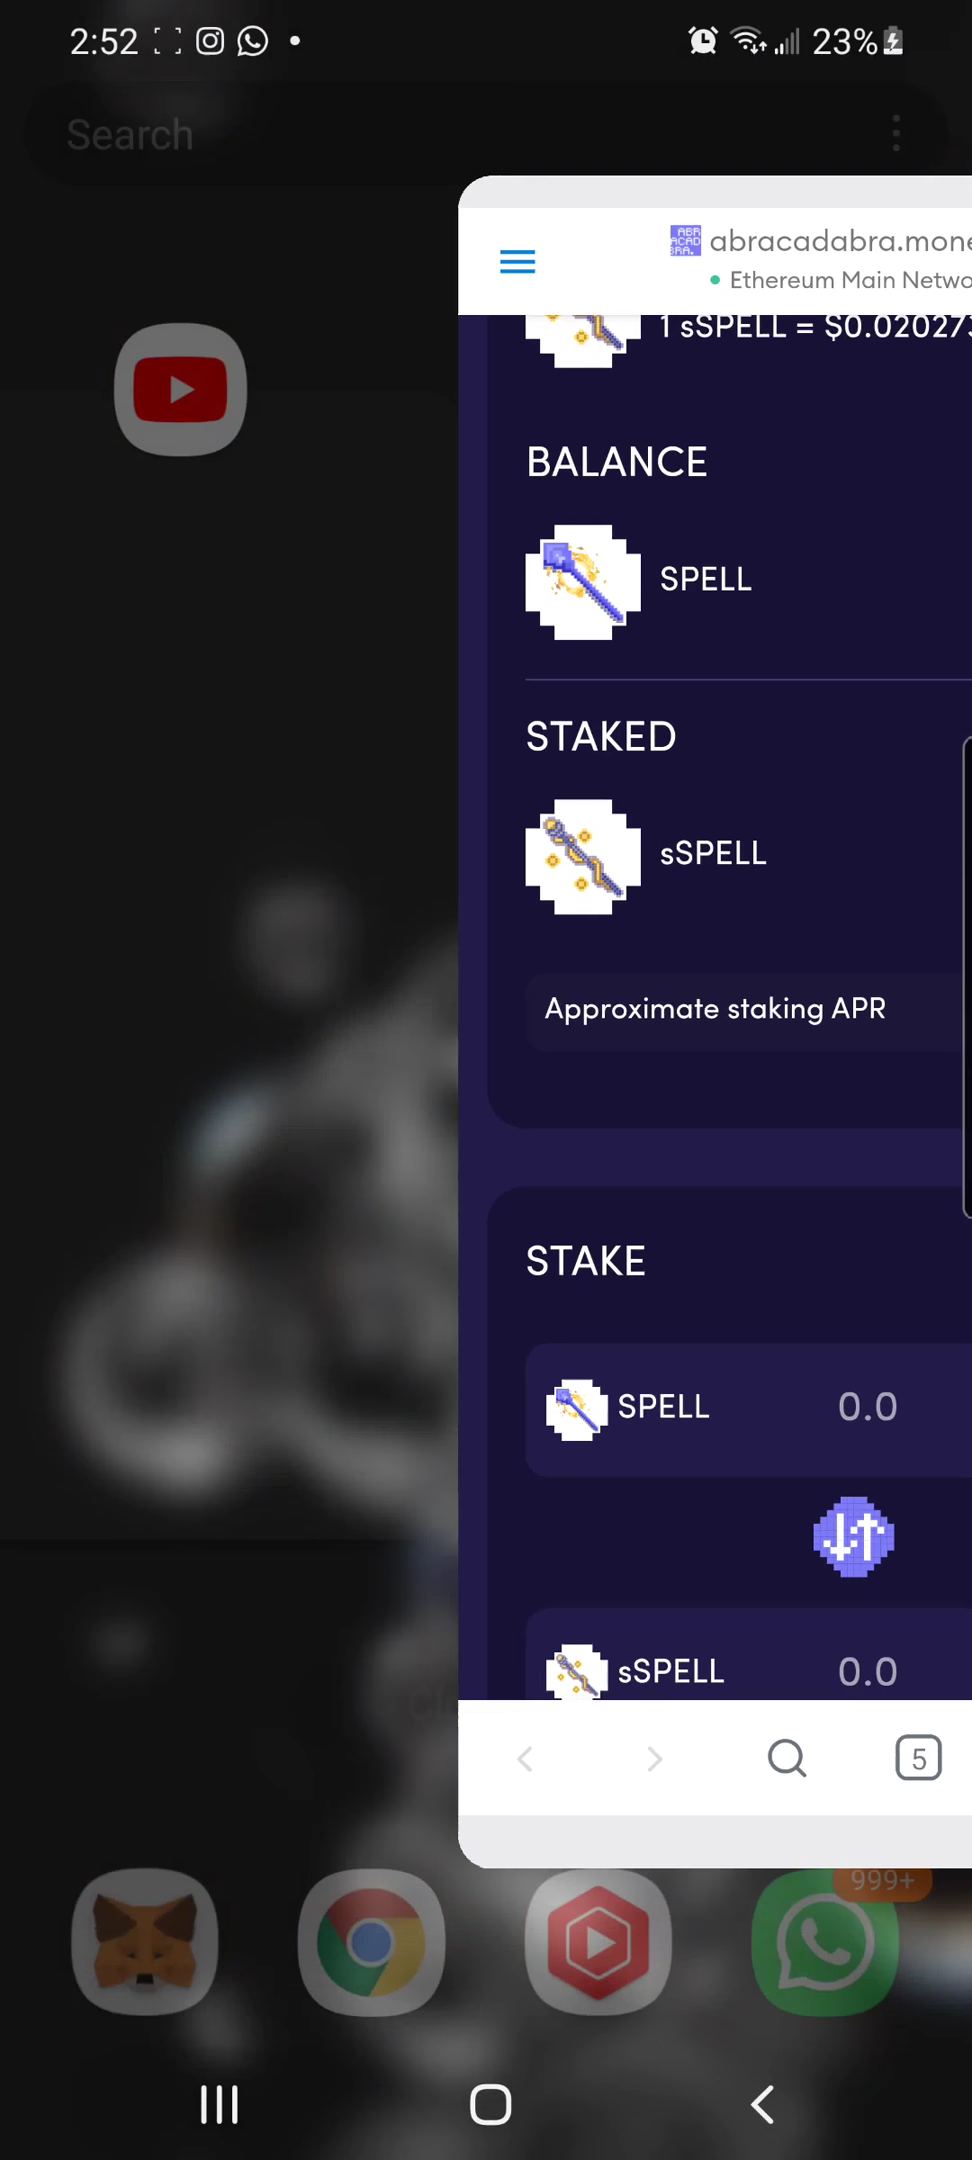 2:52
23%
Search
abracadabra.mone
Ethereum Main Netwo
1 sSPELL = $0.020273
BALANCE
SPELL
STAKED
sSPELL
Approximate staking APR
STAKE
SPELL 0.0
sSPELL 0.0
5
999+